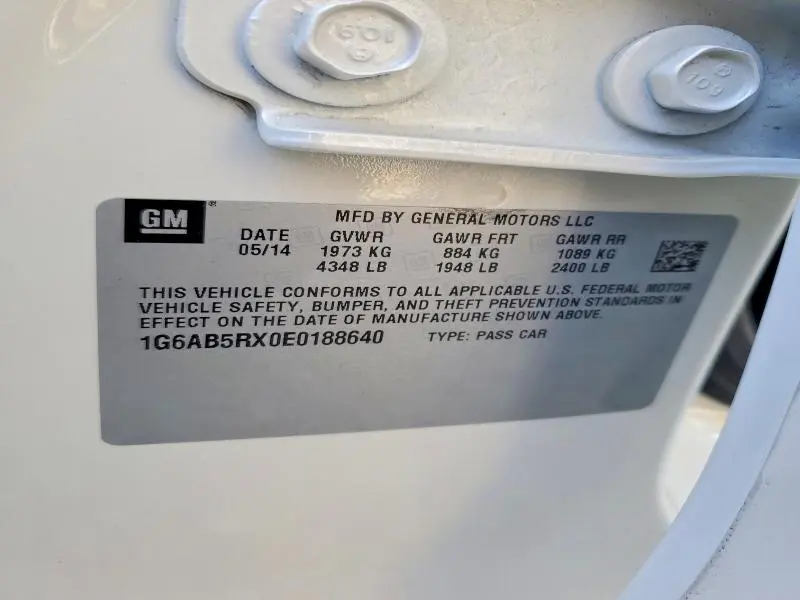 GM
MFD BY GENERAL MOTORS LLC
DATE GVWR GAWR FRT GAWR RR
05/14 1973 KG 884 KG 1089 KG
4348 LB 1948 LB 2400 LB
THIS VEHICLE CONFORMS TO ALL APPLICABLE U.S. FEDERAL MOTOR
VEHICLE SAFETY, BUMPER, AND THEFT PREVENTION STANDARDS IN
EFFECT ON THE DATE OF MANUFACTURE SHOWN ABOVE.
1G6AB5RX0E0188640 TYPE: PASS CAR